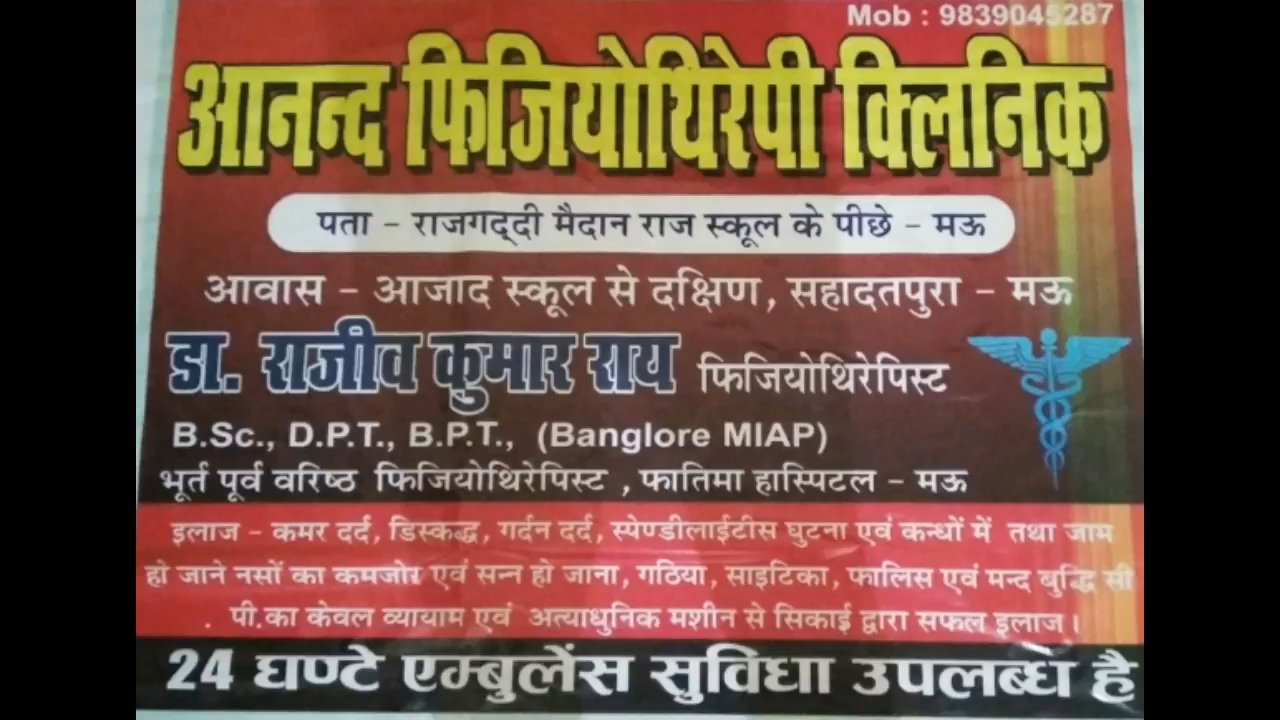 Mob : 9839045287
आनन्द फिजियोथिरेपी क्लिनिक
पता - राजगद्दी मैदान राज स्कूल के पीछे - मऊ
आवास - आजाद स्कूल से दक्षिण, सहादतपुरा - मऊ
डा. राजीव कुमार राय फिजियोथिरेपिस्ट
B.Sc., D.P.T., B.P.T., (Banglore MIAP)
भूर्त पूर्व वरिष्ठ फिजियोथिरेपिस्ट , फातिमा हास्पिटल - मऊ
इलाज - कमर दर्द, डिस्कद्ध, गर्दन दर्द, स्पेण्डीलाईटीस घुटना एवं कन्धों में तथा जाम
हो जाने नसों का कमजोर एवं सन्न हो जाना, गठिया, साइटिका, फालिस एवं मन्द बुद्धि सी
. पी.का केवल व्यायाम एवं अत्याधुनिक मशीन से सिकाई द्वारा सफल इलाज।
24 घण्टे एम्बुलेंस सुविधा उपलब्ध है